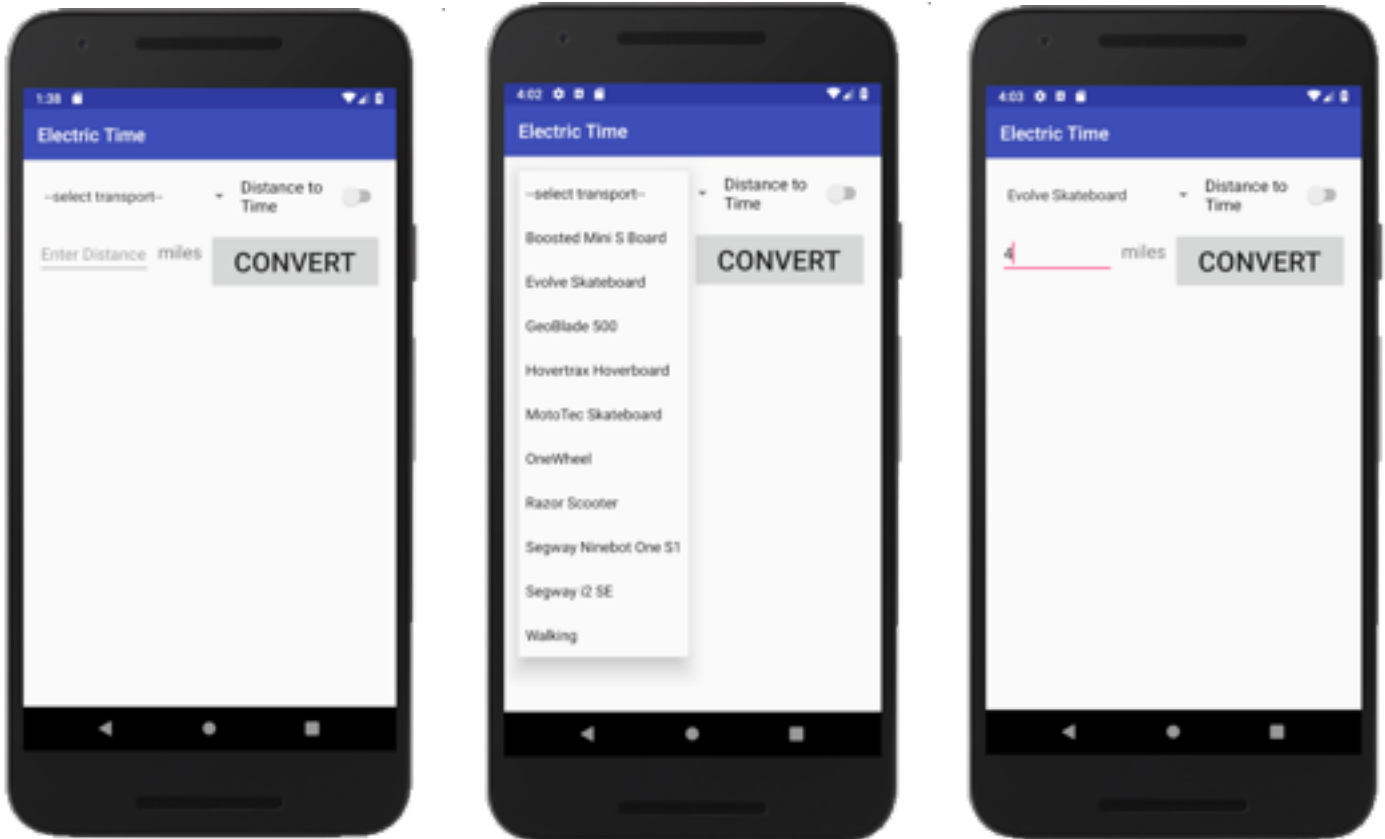 1:38
Electric Time
--select transport--
Distance to
Time
Enter Distance miles
CONVERT
4:02
Electric Time
--select transport--
Distance to
Time
Boosted Mini S Board
CONVERT
Evolve Skateboard
GeoBlade 500
Hovertrax Hoverboard
MotoTec Skateboard
OneWheel
Razor Scooter
Segway Ninebot One S1
Segway i2 SE
Walking
4:03
Electric Time
Evolve Skateboard
Distance to
Time
4 miles
CONVERT